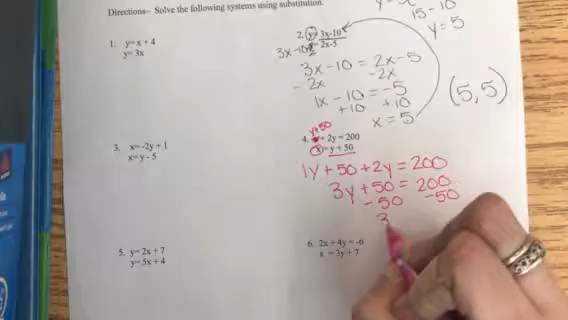 Directions– Solve the following systems using substitution.
15 - 10
y = 5
1. y= x + 4
y= 3x
2. y= 3x-10
y= 2x-5
3x-10
3x - 10 = 2x - 5
- 2x -2x
1x - 10 = -5
+10 +10
x = 5
(5,5)
3. x= -2y + 1
x= y - 5
y+50
4. + 2y = 200
x= y + 50
1y + 50 + 2y = 200
3y + 50 = 200
- 50 -50
3
5. y= 2x + 7
y= 5x + 4
6. 2x + 4y = -6
x = 3y + 7